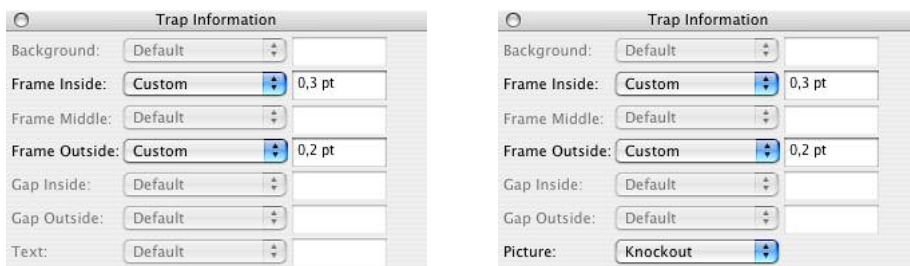 Trap Information
Background: Default
Frame Inside: Custom 0,3 pt
Frame Middle: Default
Frame Outside: Custom 0,2 pt
Gap Inside: Default
Gap Outside: Default
Text: Default
Trap Information
Background: Default
Frame Inside: Custom 0,3 pt
Frame Middle: Default
Frame Outside: Custom 0,2 pt
Gap Inside: Default
Gap Outside: Default
Picture: Knockout